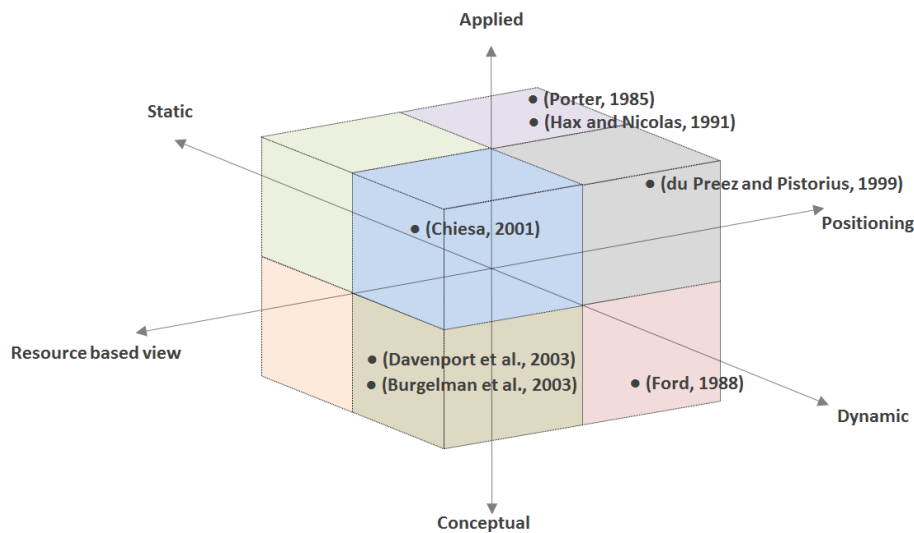 Applied
Static
(Porter, 1985)
(Hax and Nicolas, 1991)
(du Preez and Pistorius, 1999)
(Chiesa, 2001)
Positioning
Resource based view
(Davenport et al., 2003)
(Burgelman et al., 2003)
(Ford, 1988)
Dynamic
Conceptual